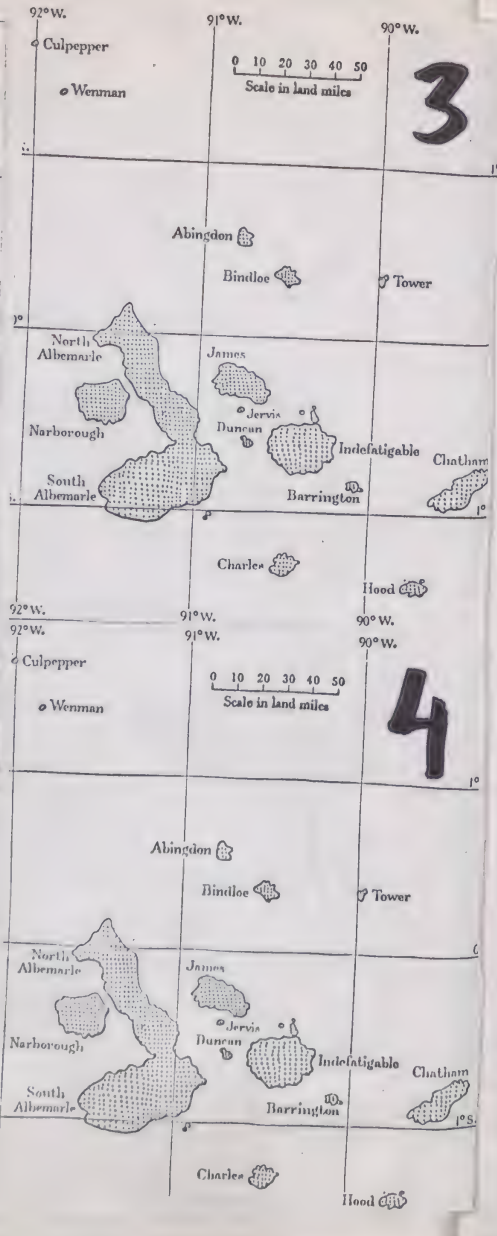 92°W.
91°W.
90°W.
Culpepper
0 10 20 30 40 50
Scale in land miles
3
Wenman
1°
Abingdon
Bindloe
Tower
0°
North
Albemarle
James
Jervis
Narborough
Duncan
Indefatigable
Chatham
South
Albemarle
Barrington
1°
Charles
Hood
92°W.
91°W.
90°W.
92°W.
91°W.
90°W.
Culpepper
0 10 20 30 40 50
Scale in land miles
4
Wenman
1°
Abingdon
Bindloe
Tower
North
Albemarle
James
Jervis
Narborough
Duncan
Indefatigable
Chatham
South
Albemarle
Barrington
1°S.
Charles
Hood